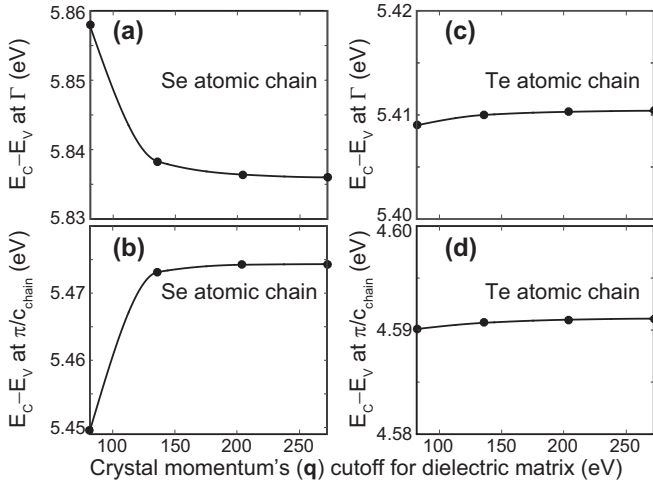 5.86
5.85
5.84
5.83
E_C−E_V at Γ (eV)
(a)
Se atomic chain
5.42
5.41
5.40
E_C−E_V at Γ (eV)
(c)
Te atomic chain
5.47
5.46
5.45
E_C−E_V at π/c_chain (eV)
(b)
Se atomic chain
100 150 200 250
4.60
4.59
4.58
E_C−E_V at π/c_chain (eV)
(d)
Te atomic chain
100 150 200 250
Crystal momentum's (q) cutoff for dielectric matrix (eV)